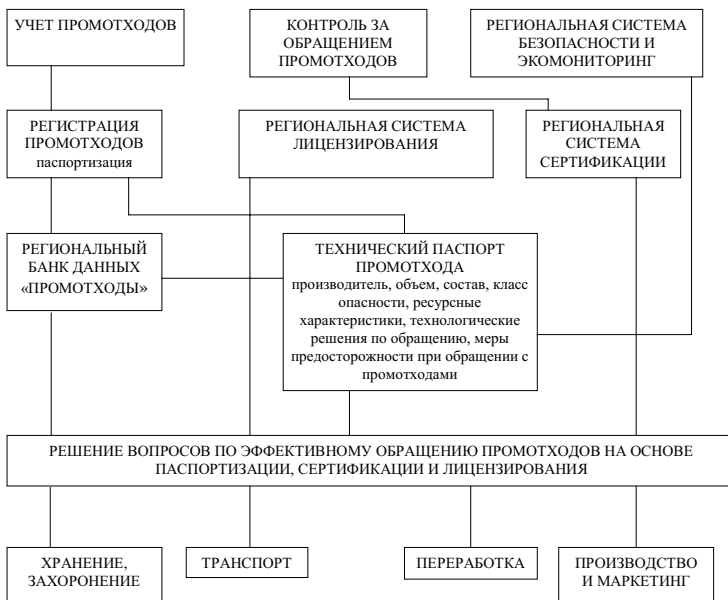 УЧЕТ ПРОМОТХОДОВ
КОНТРОЛЬ ЗА
ОБРАЩЕНИЕМ
ПРОМОТХОДОВ
РЕГИОНАЛЬНАЯ СИСТЕМА
БЕЗОПАСНОСТИ И
ЭКОМОНИТОРИНГ
РЕГИСТРАЦИЯ
ПРОМОТХОДОВ
паспортизация
РЕГИОНАЛЬНАЯ СИСТЕМА
ЛИЦЕНЗИРОВАНИЯ
РЕГИОНАЛЬНАЯ
СИСТЕМА
СЕРТИФИКАЦИИ
РЕГИОНАЛЬНЫЙ
БАНК ДАННЫХ
«ПРОМОТХОДЫ»
ТЕХНИЧЕСКИЙ ПАСПОРТ
ПРОМОТХОДА
производитель, объем, состав, класс
опасности, ресурсные
характеристики, технологические
решения по обращению, меры
предосторожности при обращении с
промотходами
РЕШЕНИЕ ВОПРОСОВ ПО ЭФФЕКТИВНОМУ ОБРАЩЕНИЮ ПРОМОТХОДОВ НА ОСНОВЕ
ПАСПОРТИЗАЦИИ, СЕРТИФИКАЦИИ И ЛИЦЕНЗИРОВАНИЯ
ХРАНЕНИЕ,
ЗАХОРОНЕНИЕ
ТРАНСПОРТ
ПЕРЕРАБОТКА
ПРОИЗВОДСТВО
И МАРКЕТИНГ